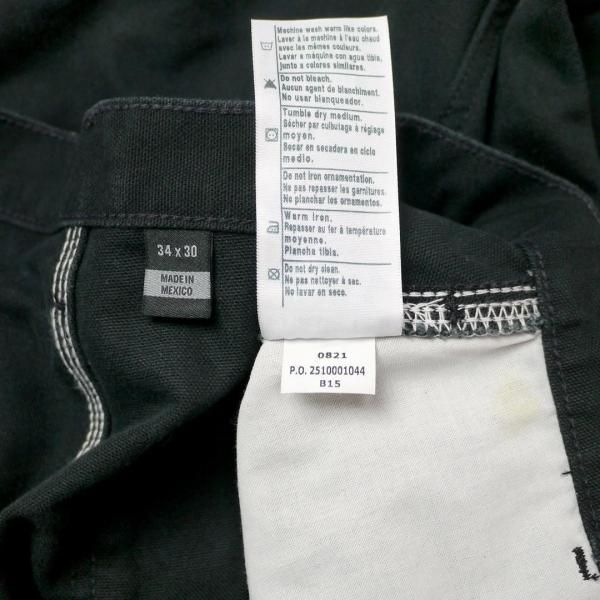 Machine wash warm like colors.
Laver à la machine à l'eau chaud
avec les mêmes couleurs.
Lavar a máquina con agua tibia,
junto a colores similares.
Do not bleach.
Aucun agent de blanchiment.
No usar blanqueador.
Tumble dry medium.
Sécher par culbutage à réglage
moyen.
Secar en secadora en ciclo
medio.
Do not iron ornamentation.
Ne pas repasser les garnitures.
No planchar los ornamentos.
Warm iron.
Repasser au fer à température
moyenne.
Plancha tibia.
Do not dry clean.
Ne pas nettoyer à sec.
No lavar en seco.
34 x 30
MADE IN
MEXICO
0821
P.O. 2510001044
B15